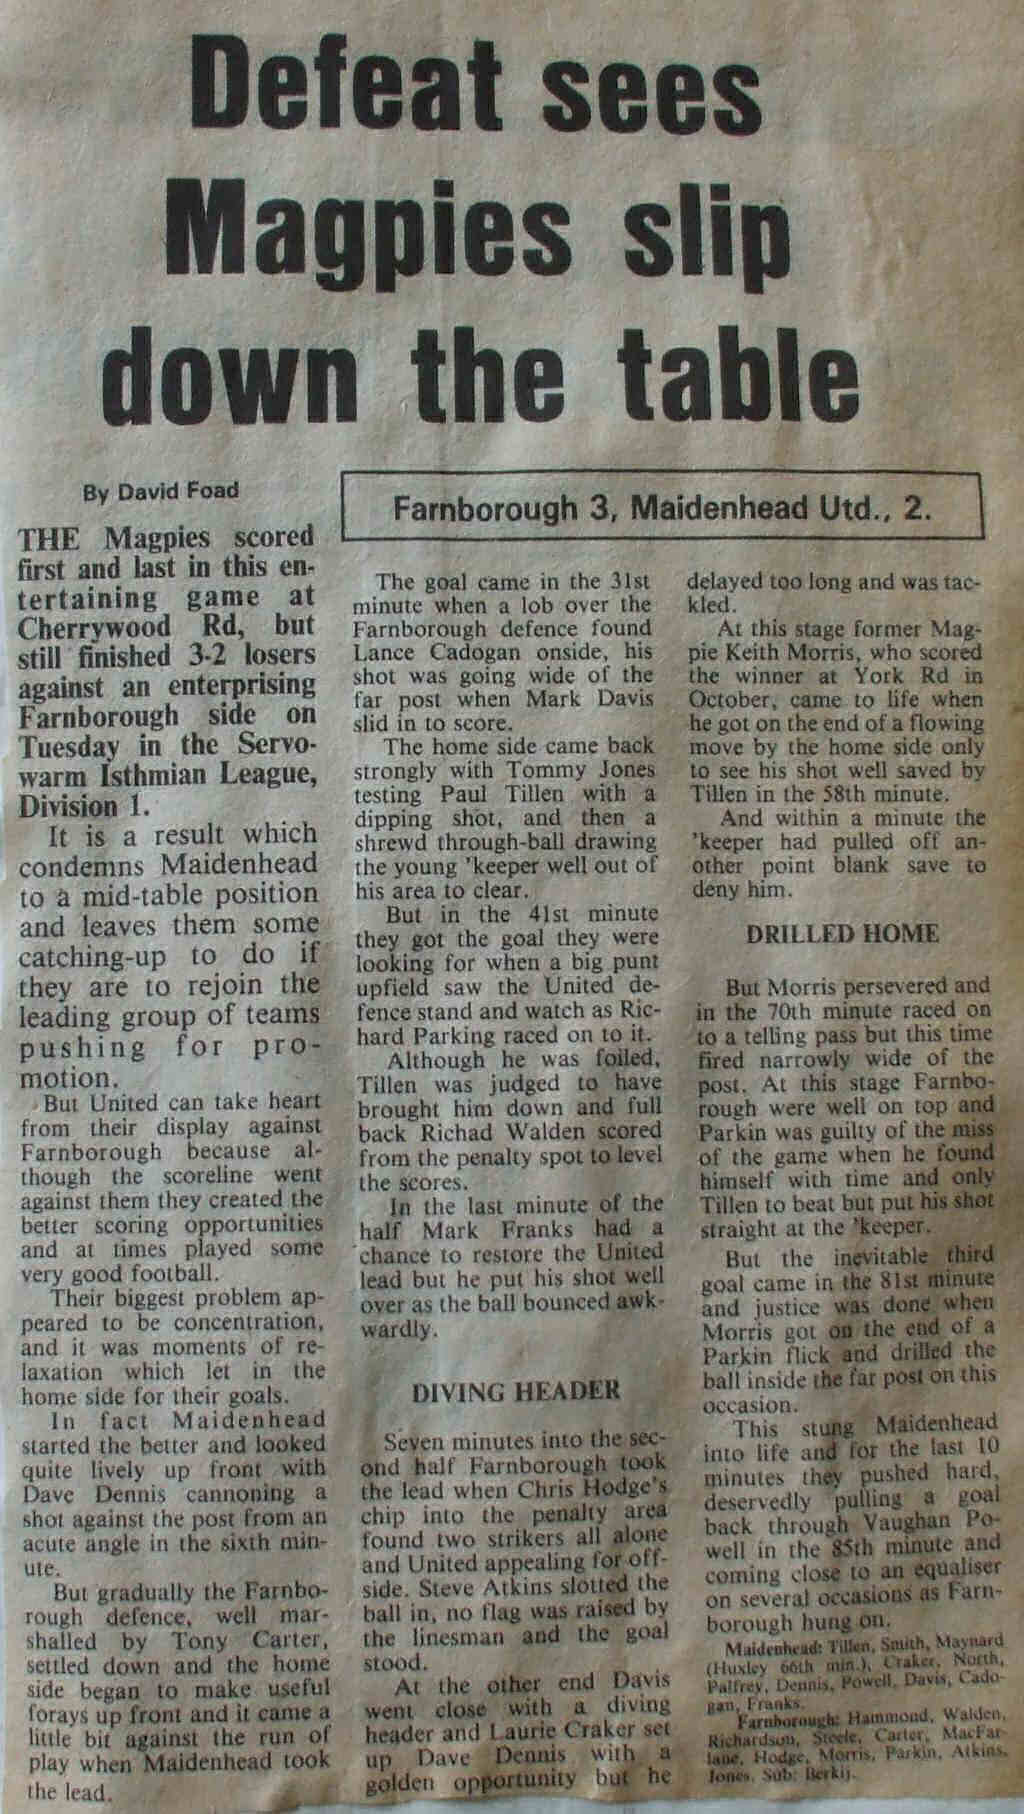 Defeat sees
Magpies slip
down the table
By David Foad
Farnborough 3, Maidenhead Utd., 2.
THE Magpies scored
first and last in this en-
tertaining game at
Cherrywood Rd, but
still finished 3-2 losers
against an enterprising
Farnborough side on
Tuesday in the Servo-
warm Isthmian League,
Division 1.
It is a result which
condemns Maidenhead
to a mid-table position
and leaves them some
catching-up to do if
they are to rejoin the
leading group of teams
pushing for pro-
motion.
But United can take heart
from their display against
Farnborough because al-
though the scoreline went
against them they created the
better scoring opportunities
and at times played some
very good football.
Their biggest problem ap-
peared to be concentration,
and it was moments of re-
laxation which let in the
home side for their goals.
In fact Maidenhead
started the better and looked
quite lively up front with
Dave Dennis cannoning a
shot against the post from an
acute angle in the sixth min-
ute.
But gradually the Farnbo-
rough defence, well mar-
shalled by Tony Carter,
settled down and the home
side began to make useful
forays up front and it came a
little bit against the run of
play when Maidenhead took
the lead.
The goal came in the 31st
minute when a lob over the
Farnborough defence found
Lance Cadogan onside, his
shot was going wide of the
far post when Mark Davis
slid in to score.
The home side came back
strongly with Tommy Jones
testing Paul Tillen with a
dipping shot, and then a
shrewd through-ball drawing
the young 'keeper well out of
his area to clear.
But in the 41st minute
they got the goal they were
looking for when a big punt
upfield saw the United de-
fence stand and watch as Ric-
hard Parking raced on to it.
Although he was foiled,
Tillen was judged to have
brought him down and full
back Richad Walden scored
from the penalty spot to level
the scores.
In the last minute of the
half Mark Franks had a
chance to restore the United
lead but he put his shot well
over as the ball bounced awk-
wardly.
DIVING HEADER
Seven minutes into the sec-
ond half Farnborough took
the lead when Chris Hodge's
chip into the penalty area
found two strikers all alone
and United appealing for off-
side. Steve Atkins slotted the
ball in, no flag was raised by
the linesman and the goal
stood.
At the other end Davis
went close with a diving
header and Laurie Craker set
up Dave Dennis with a
golden opportunity but he
delayed too long and was tac-
kled.
At this stage former Mag-
pie Keith Morris, who scored
the winner at York Rd in
October, came to life when
he got on the end of a flowing
move by the home side only
to see his shot well saved by
Tillen in the 58th minute.
And within a minute the
'keeper had pulled off an-
other point blank save to
deny him.
DRILLED HOME
But Morris persevered and
in the 70th minute raced on
to a telling pass but this time
fired narrowly wide of the
post. At this stage Farnbo-
rough were well on top and
Parkin was guilty of the miss
of the game when he found
himself with time and only
Tillen to beat but put his shot
straight at the 'keeper.
But the inevitable third
goal came in the 81st minute
and justice was done when
Morris got on the end of a
Parkin flick and drilled the
ball inside the far post on this
occasion.
This stung Maidenhead
into life and for the last 10
minutes they pushed hard,
deservedly pulling a goal
back through Vaughan Po-
well in the 85th minute and
coming close to an equaliser
on several occasions as Farn-
borough hung on.
Maidenhead: Tillen, Smith, Maynard
(Huxley 66th min.), Craker, North,
Palfrey, Dennis, Powell, Davis, Cado-
gan, Franks.
Farnborough: Hammond, Walden,
Richardson, Steele, Carter, MacFar-
lane, Hodge, Morris, Parkin, Atkins,
Jones. Sub: Berkij.